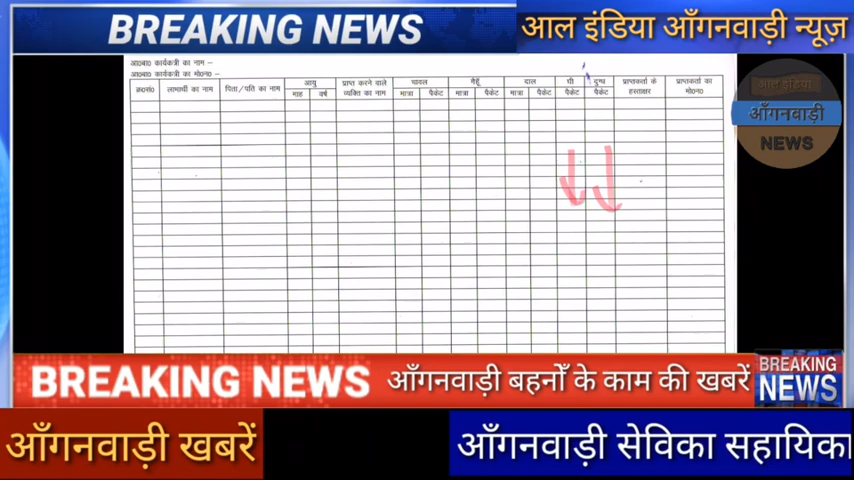 BREAKING NEWS
आल इंडिया आँगनवाड़ी न्यूज़
आ०बा० कार्यकत्री का नाम :-
आ०बा० कार्यकत्री का मो०न० :-
क्र०सं० लाभार्थी का नाम पिता/पति का नाम आयु प्राप्त करने वाले व्यक्ति का नाम चावल गेहूँ दाल घी दुग्ध प्राप्तकर्ता के हस्ताक्षर प्राप्तकर्ता का मो०न०
माह वर्ष मात्रा पैकेट मात्रा पैकेट मात्रा पैकेट पैकेट पैकेट
आल इंडिया
आँगनवाड़ी
NEWS
BREAKING NEWS
आँगनवाड़ी बहनोँ के काम की खबरें
BREAKING
NEWS
आँगनवाड़ी खबरें
आँगनवाड़ी सेविका सहायिका